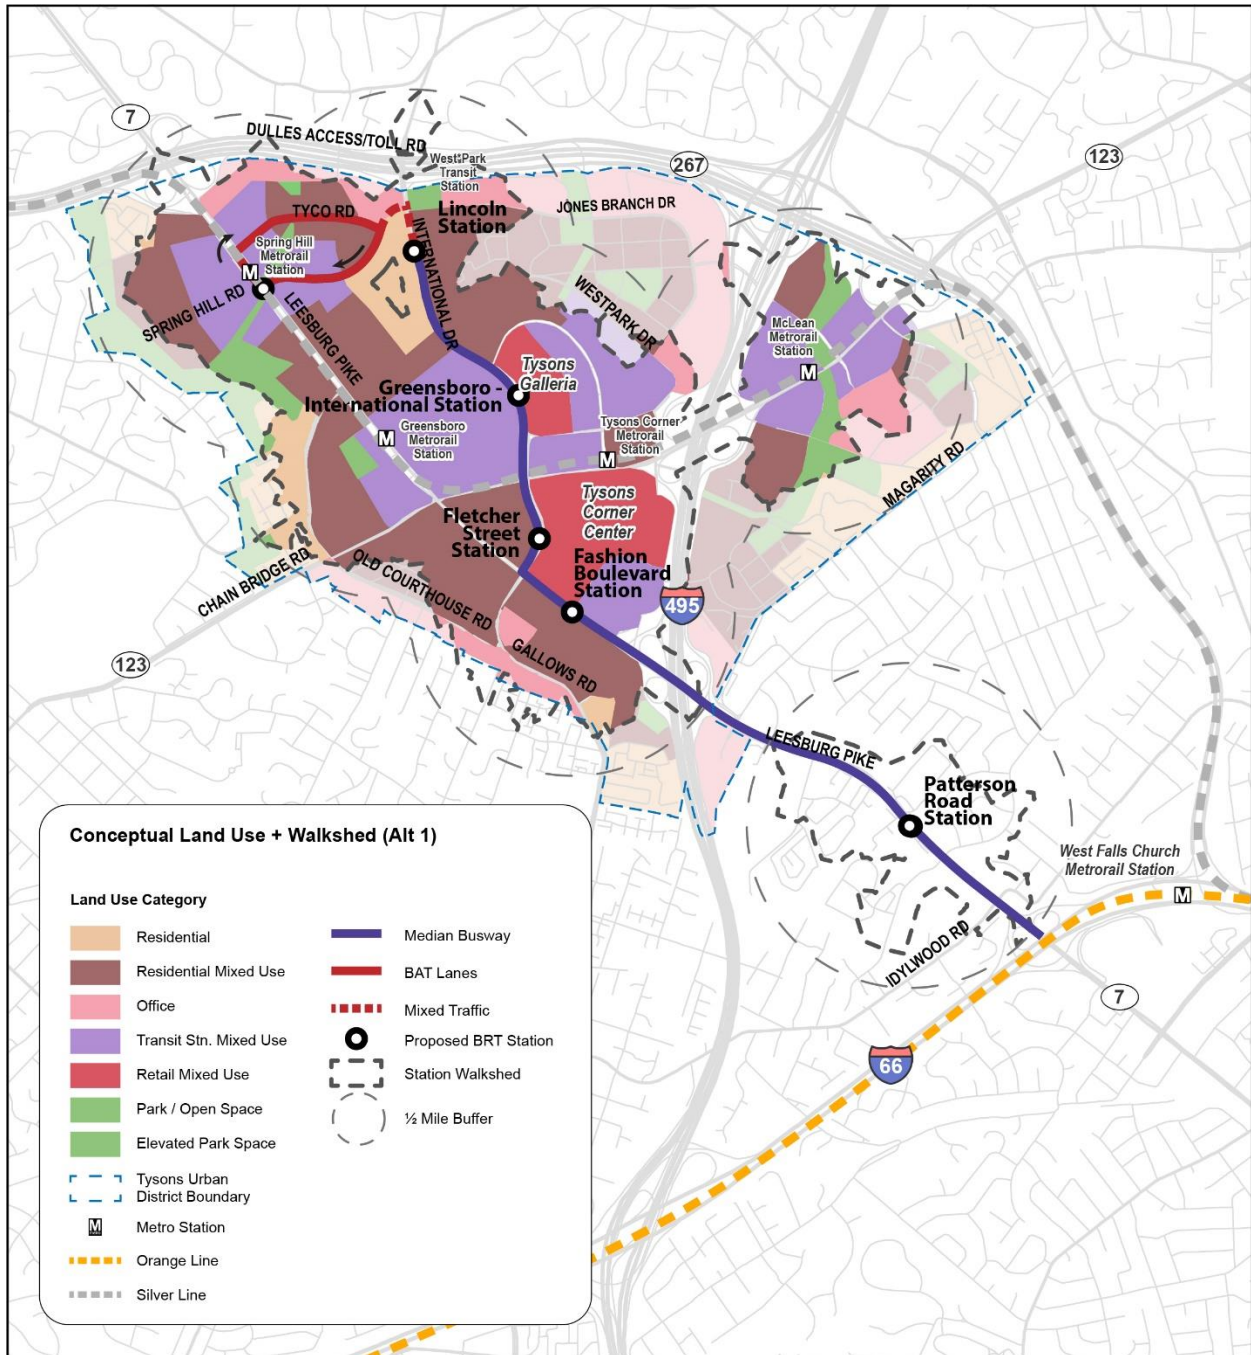 7
DULLES ACCESS/TOLL RD
123
267
West*Park
Transit
Station
Lincoln
Station
JONES BRANCH DR
TYCO RD
Spring Hill
Metrorail
Station
M
INTERNATIONAL DR
SPRING HILL RD
LEESBURG PIKE
WESTPARK DR
McLean
Metrorail
Station
M
Tysons
Galleria
Greensboro -
International Station
Greensboro
Metrorail
Station
M
Tysons Corner
Metrorail
Station
M
MAGARITY RD
Tysons
Corner
Center
Fletcher
Street
Station
Fashion
Boulevard
Station
CHAIN BRIDGE RD
OLD COURTHOUSE RD
495
GALLOWS RD
123
LEESBURG PIKE
Patterson
Road
Station
West Falls Church
Metrorail Station
M
IDYLWOOD RD
7
66
Conceptual Land Use + Walkshed (Alt 1)
Land Use Category
Residential
Residential Mixed Use
Office
Transit Stn. Mixed Use
Retail Mixed Use
Park / Open Space
Elevated Park Space
Tysons Urban
District Boundary
M
Metro Station
Orange Line
Silver Line
Median Busway
BAT Lanes
Mixed Traffic
Proposed BRT Station
Station Walkshed
½ Mile Buffer